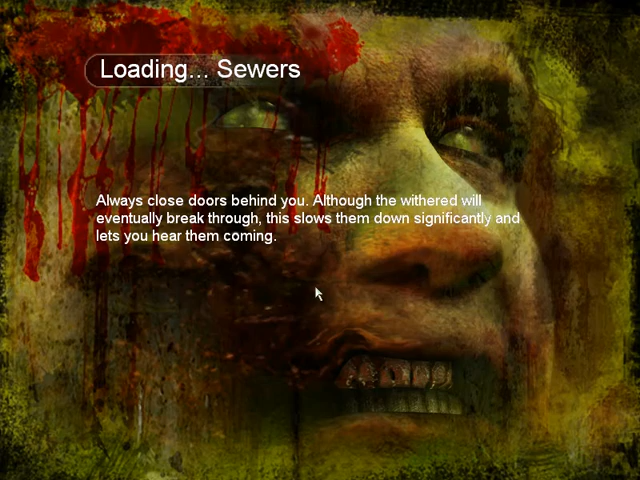 Loading... Sewers
Always close doors behind you. Although the withered will
eventually break through, this slows them down significantly and
lets you hear them coming.